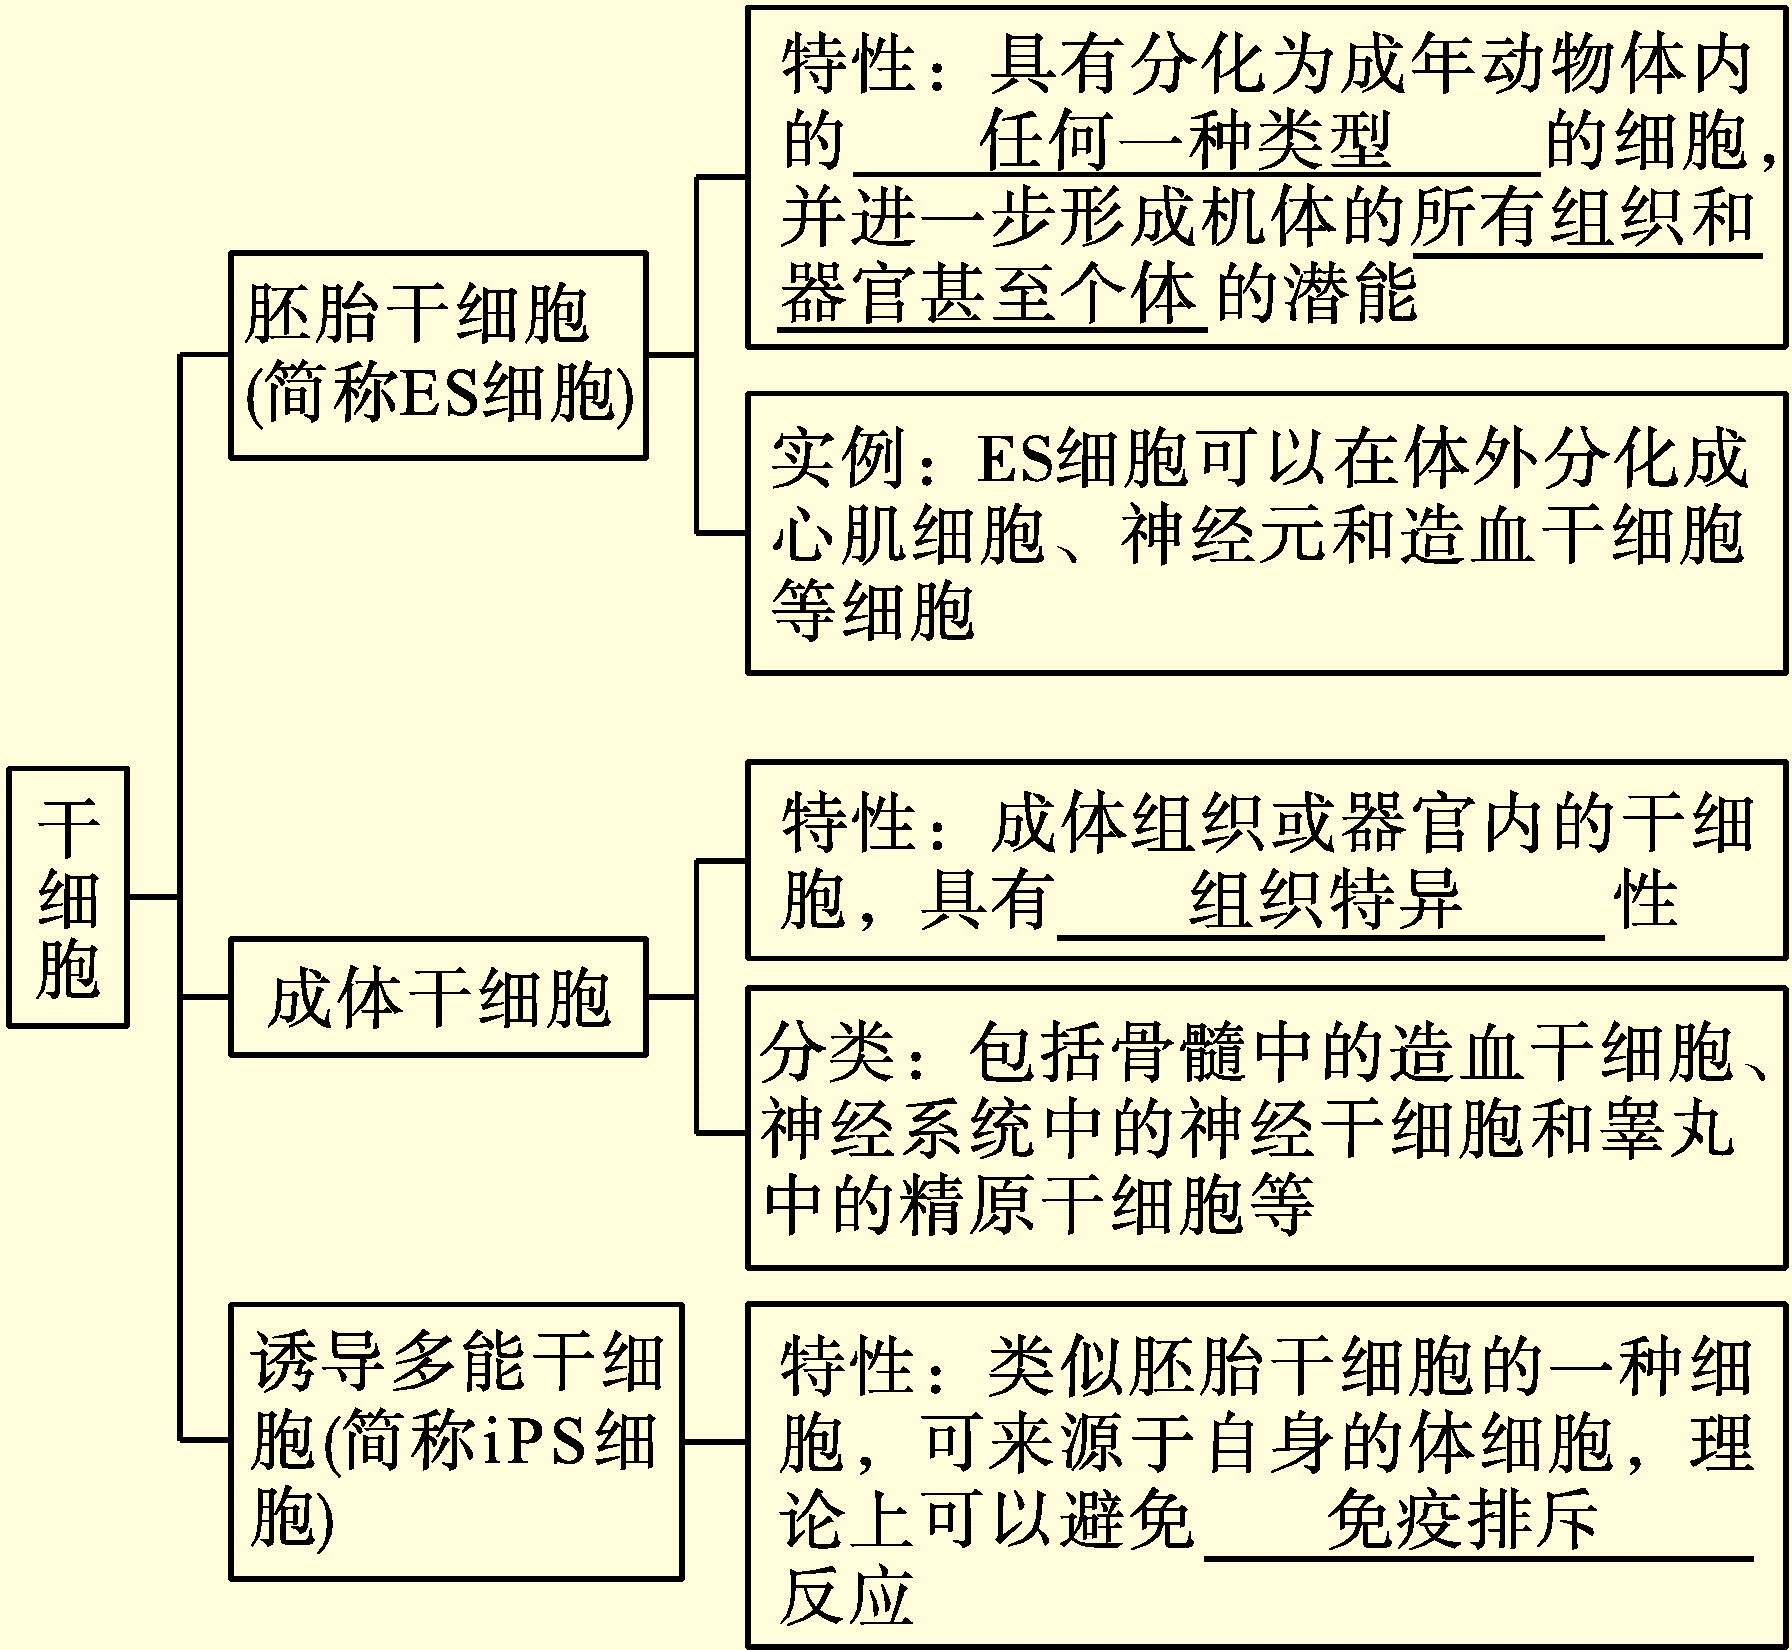 干
细
胞
胚胎干细胞
(简称ES细胞)
特性：具有分化为成年动物体内
的任何一种类型的细胞，
并进一步形成机体的所有组织和
器官甚至个体的潜能
实例：ES细胞可以在体外分化成
心肌细胞、神经元和造血干细胞
等细胞
成体干细胞
特性：成体组织或器官内的干细
胞，具有组织特异性
分类：包括骨髓中的造血干细胞、
神经系统中的神经干细胞和睾丸
中的精原干细胞等
诱导多能干细
胞(简称iPS细
胞)
特性：类似胚胎干细胞的一种细
胞，可来源于自身的体细胞，理
论上可以避免免疫排斥
反应